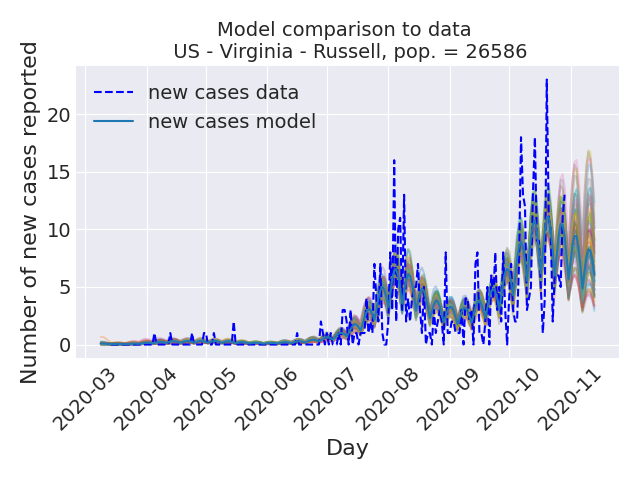 Model comparison to data
US - Virginia - Russell, pop. = 26586
Number of new cases reported
new cases data
new cases model
20
15
10
5
0
2020-03
2020-04
2020-05
2020-06
2020-07
2020-08
2020-09
2020-10
2020-11
Day